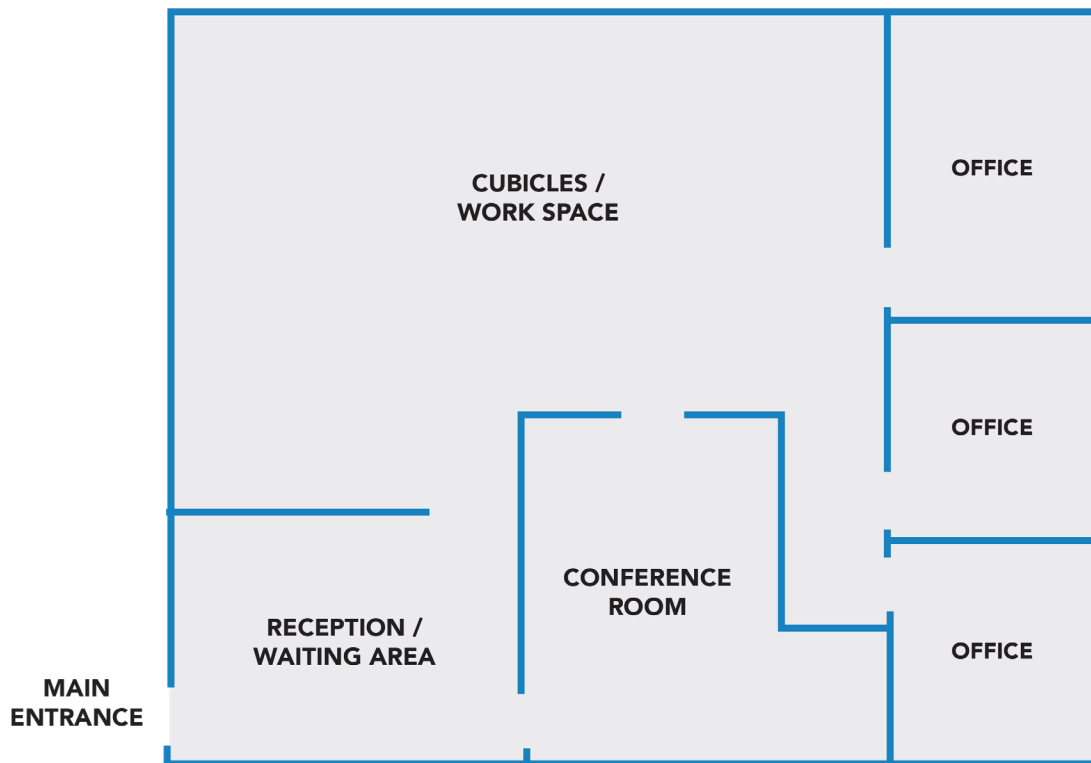 OFFICE
CUBICLES /
WORK SPACE
OFFICE
CONFERENCE
ROOM
RECEPTION /
WAITING AREA
OFFICE
MAIN
ENTRANCE